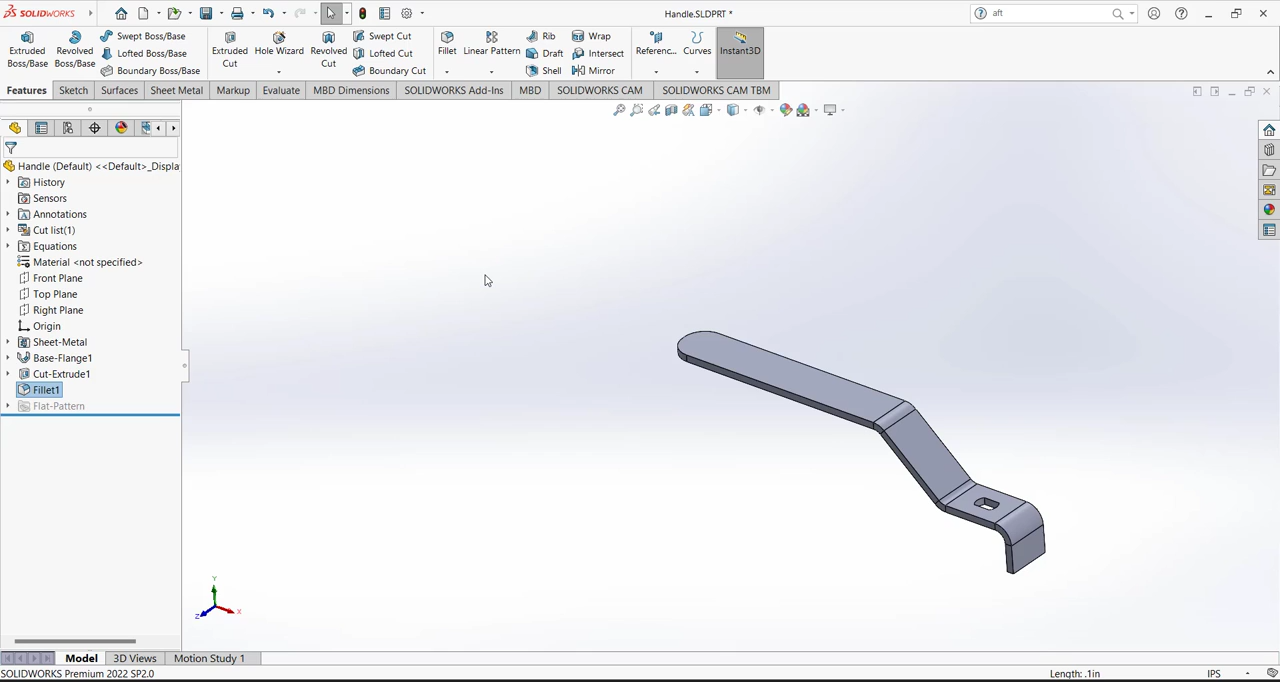 SOLIDWORKS
Handle.SLDPRT *
aft
Extruded Boss/Base
Revolved Boss/Base
Swept Boss/Base
Lofted Boss/Base
Boundary Boss/Base
Extruded Cut
Hole Wizard
Revolved Cut
Swept Cut
Lofted Cut
Boundary Cut
Fillet
Linear Pattern
Rib
Draft
Shell
Wrap
Intersect
Mirror
Referenc...
Curves
Instant3D
Features
Sketch
Surfaces
Sheet Metal
Markup
Evaluate
MBD Dimensions
SOLIDWORKS Add-Ins
MBD
SOLIDWORKS CAM
SOLIDWORKS CAM TBM
Handle (Default) <<Default>_Displa
History
Sensors
Annotations
Cut list(1)
Equations
Material <not specified>
Front Plane
Top Plane
Right Plane
Origin
Sheet-Metal
Base-Flange1
Cut-Extrude1
Fillet1
Flat-Pattern
Y
X
Z
Model
3D Views
Motion Study 1
SOLIDWORKS Premium 2022 SP2.0
Length: .1in
IPS